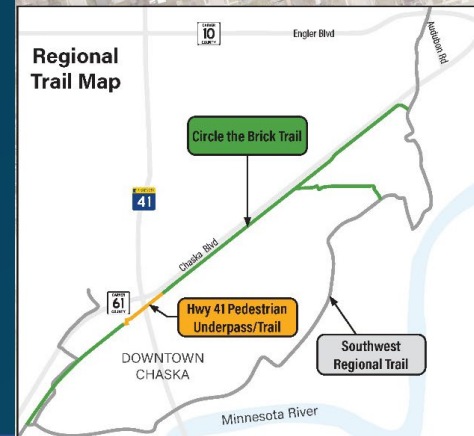 Regional
Trail Map
CARVER
10
COUNTY
Engler Blvd
Audubon Rd
Circle the Brick Trail
41
Chaska Blvd
CARVER
61
COUNTY
Hwy 41 Pedestrian
Underpass/Trail
DOWNTOWN
CHASKA
Southwest
Regional Trail
Minnesota River